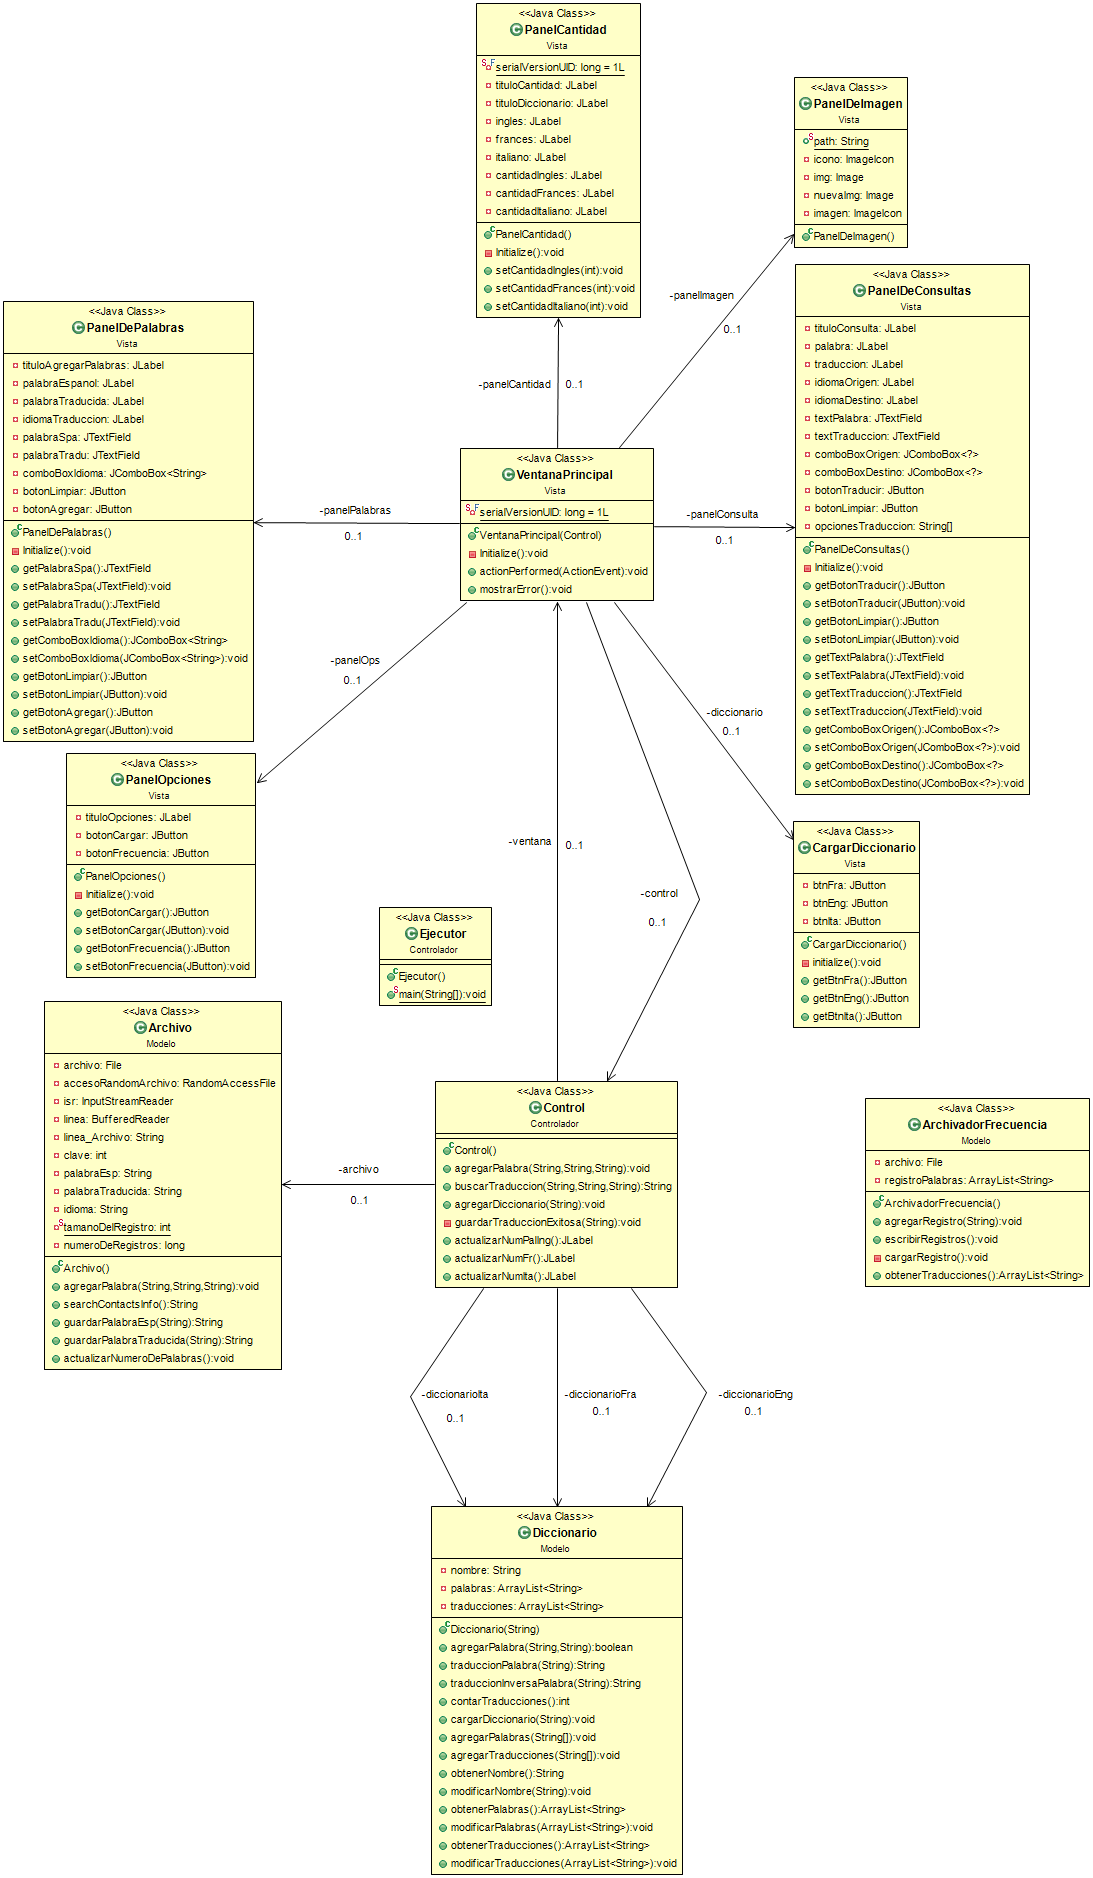 <<Java Class>>
PanelCantidad
Vista
serialVersionUID: long = 1L
tituloCantidad: JLabel
tituloDiccionario: JLabel
ingles: JLabel
frances: JLabel
italiano: JLabel
cantidadIngles: JLabel
cantidadFrances: JLabel
cantidadItaliano: JLabel
PanelCantidad()
Initialize():void
setCantidadIngles(int):void
setCantidadFrances(int):void
setCantidadItaliano(int):void
<<Java Class>>
PanelDeImagen
Vista
path: String
icono: ImageIcon
img: Image
nuevaImg: Image
imagen: ImageIcon
PanelDeImagen()
-panelImagen
0..1
-panelCantidad
0..1
<<Java Class>>
PanelDeConsultas
Vista
tituloConsulta: JLabel
palabra: JLabel
traduccion: JLabel
idiomaOrigen: JLabel
idiomaDestino: JLabel
textPalabra: JTextField
textTraduccion: JTextField
comboBoxOrigen: JComboBox<?>
comboBoxDestino: JComboBox<?>
botonTraducir: JButton
botonLimpiar: JButton
opcionesTraduccion: String[]
PanelDeConsultas()
Initialize():void
getBotonTraducir():JButton
setBotonTraducir(JButton):void
getBotonLimpiar():JButton
setBotonLimpiar(JButton):void
getTextPalabra():JTextField
setTextPalabra(JTextField):void
getTextTraduccion():JTextField
setTextTraduccion(JTextField):void
getComboBoxOrigen():JComboBox<?>
setComboBoxOrigen(JComboBox<?>):void
getComboBoxDestino():JComboBox<?>
setComboBoxDestino(JComboBox<?>):void
<<Java Class>>
PanelDePalabras
Vista
tituloAgregarPalabras: JLabel
palabraEspanol: JLabel
palabraTraducida: JLabel
idiomaTraduccion: JLabel
palabraSpa: JTextField
palabraTradu: JTextField
comboBoxIdioma: JComboBox<String>
botonLimpiar: JButton
botonAgregar: JButton
PanelDePalabras()
Initialize():void
getPalabraSpa():JTextField
setPalabraSpa(JTextField):void
getPalabraTradu():JTextField
setPalabraTradu(JTextField):void
getComboBoxIdioma():JComboBox<String>
setComboBoxIdioma(JComboBox<String>):void
getBotonLimpiar():JButton
setBotonLimpiar(JButton):void
getBotonAgregar():JButton
setBotonAgregar(JButton):void
<<Java Class>>
VentanaPrincipal
Vista
serialVersionUID: long = 1L
VentanaPrincipal(Control)
Initialize():void
actionPerformed(ActionEvent):void
mostrarError():void
-panelPalabras
0..1
-panelConsulta
0..1
-panelOps
0..1
-diccionario
0..1
-ventana
0..1
-control
0..1
<<Java Class>>
PanelOpciones
Vista
tituloOpciones: JLabel
botonCargar: JButton
botonFrecuencia: JButton
PanelOpciones()
Initialize():void
getBotonCargar():JButton
setBotonCargar(JButton):void
getBotonFrecuencia():JButton
setBotonFrecuencia(JButton):void
<<Java Class>>
CargarDiccionario
Vista
btnFra: JButton
btnEng: JButton
btnIta: JButton
CargarDiccionario()
initialize():void
getBtnFra():JButton
getBtnEng():JButton
getBtnIta():JButton
<<Java Class>>
Ejecutor
Controlador
Ejecutor()
main(String[]):void
<<Java Class>>
Archivo
Modelo
archivo: File
accesoRandomArchivo: RandomAccessFile
isr: InputStreamReader
linea: BufferedReader
linea_Archivo: String
clave: int
palabraEsp: String
palabraTraducida: String
idioma: String
tamanoDelRegistro: int
numeroDeRegistros: long
Archivo()
agregarPalabra(String,String,String):void
searchContactsInfo():String
guardarPalabraEsp(String):String
guardarPalabraTraducida(String):String
actualizarNumeroDePalabras():void
-archivo
0..1
<<Java Class>>
Control
Controlador
Control()
agregarPalabra(String,String,String):void
buscarTraduccion(String,String,String):String
agregarDiccionario(String):void
guardarTraduccionExitosa(String):void
actualizarNumPalIng():JLabel
actualizarNumFr():JLabel
actualizarNumIta():JLabel
<<Java Class>>
ArchivadorFrecuencia
Modelo
archivo: File
registroPalabras: ArrayList<String>
ArchivadorFrecuencia()
agregarRegistro(String):void
escribirRegistros():void
cargarRegistro():void
obtenerTraducciones():ArrayList<String>
-diccionarioIta
0..1
-diccionarioFra
0..1
-diccionarioEng
0..1
<<Java Class>>
Diccionario
Modelo
nombre: String
palabras: ArrayList<String>
traducciones: ArrayList<String>
Diccionario(String)
agregarPalabra(String,String):boolean
traduccionPalabra(String):String
traduccionInversaPalabra(String):String
contarTraducciones():int
cargarDiccionario(String):void
agregarPalabras(String[]):void
agregarTraducciones(String[]):void
obtenerNombre():String
modificarNombre(String):void
obtenerPalabras():ArrayList<String>
modificarPalabras(ArrayList<String>):void
obtenerTraducciones():ArrayList<String>
modificarTraducciones(ArrayList<String>):void